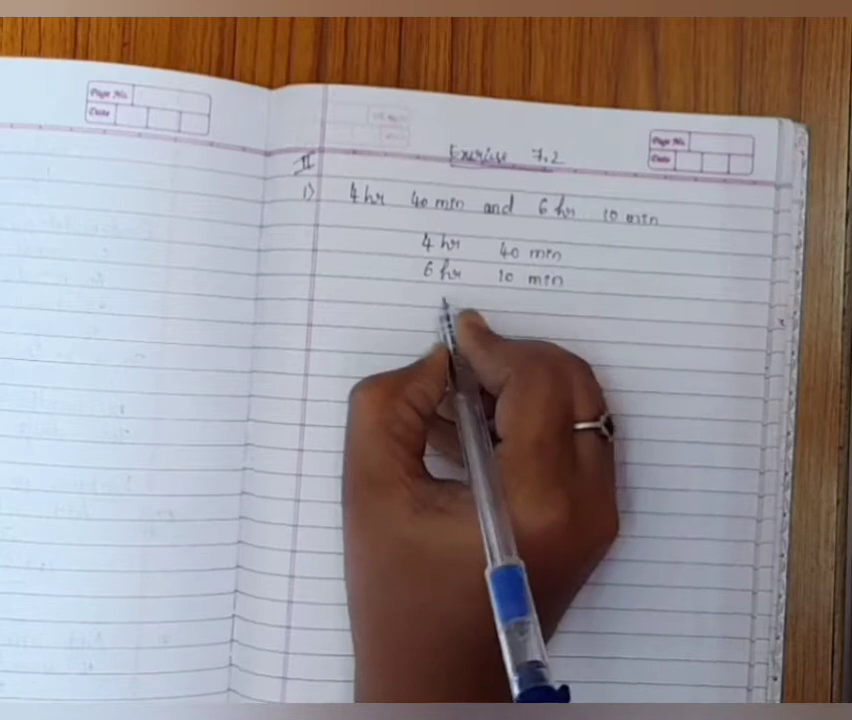 Page No.
Date
Page No.
Date
Exercise 7.2
II
1) 4 hr 40 min and 6 hr 10 min
4 hr 40 min
6 hr 10 min